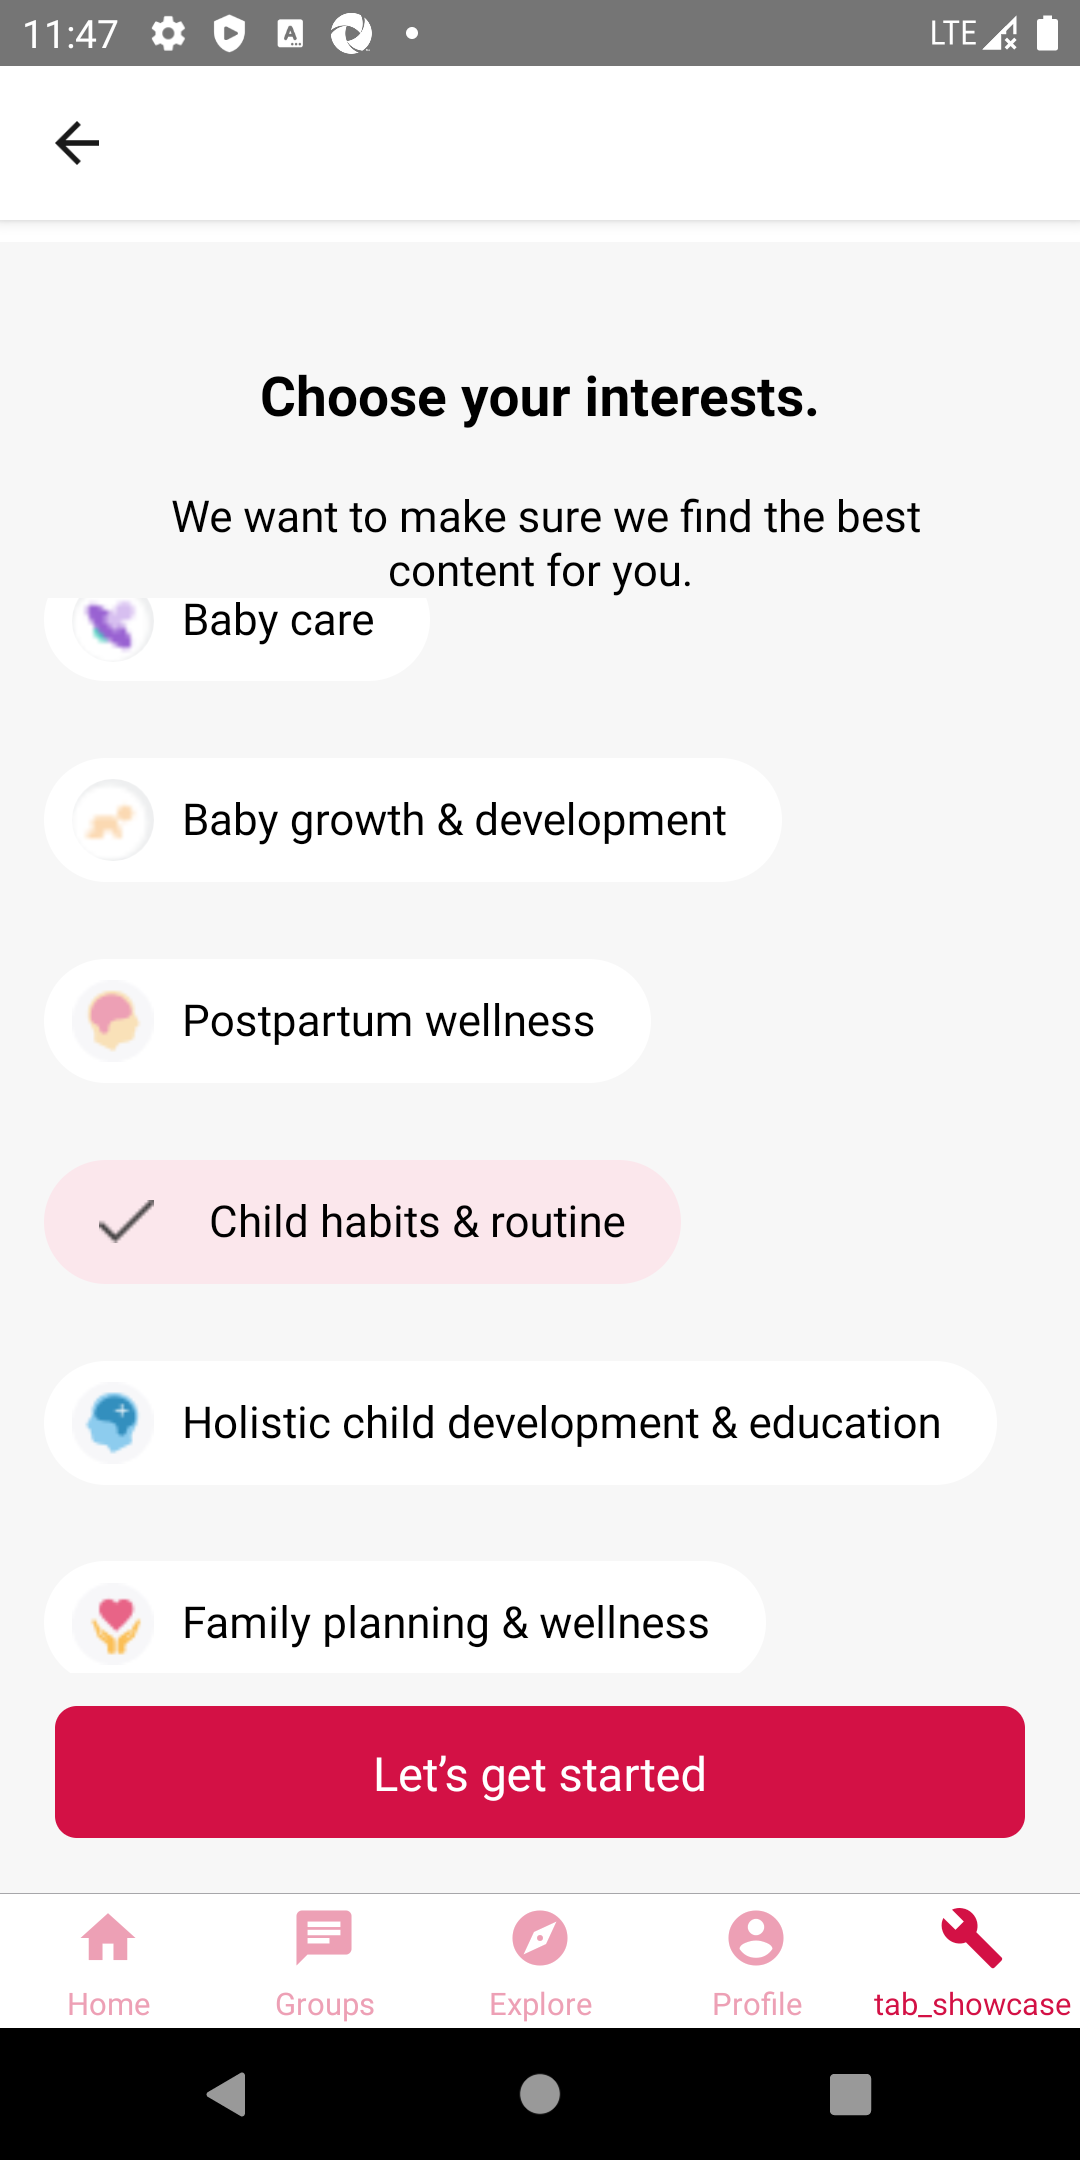 11:47
LTE
Choose your interests.
We want to make sure we find the best
content for you.
Baby care
Baby growth & development
Postpartum wellness
Child habits & routine
Holistic child development & education
Family planning & wellness
Let’s get started
Home
Groups
Explore
Profile
tab_showcase